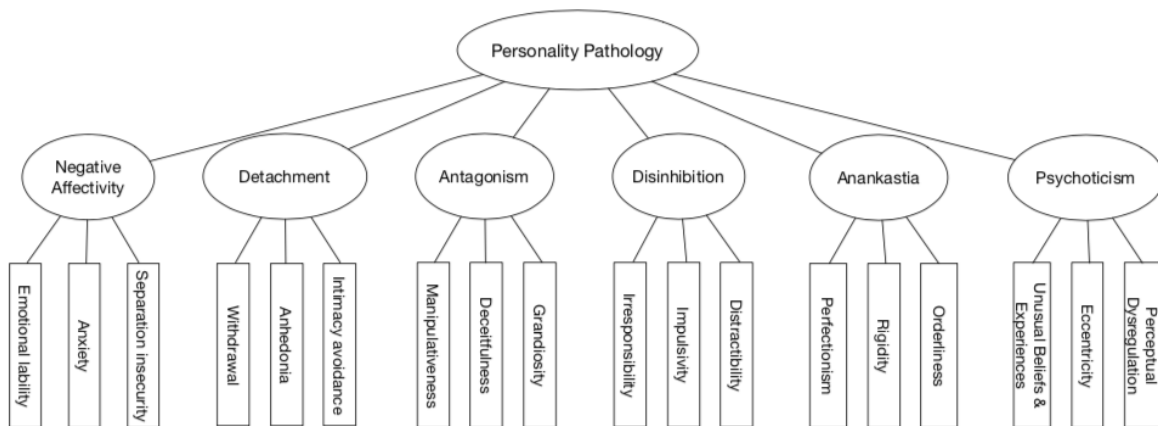 Personality Pathology
Negative
Affectivity
Detachment
Antagonism
Disinhibition
Anankastia
Psychoticism
Emotional lability
Anxiety
Separation insecurity
Withdrawal
Anhedonia
Intimacy avoidance
Manipulativeness
Deceitfulness
Grandiosity
Irresponsibility
Impulsivity
Distractibility
Perfectionism
Rigidity
Orderliness
Unusual Beliefs &
Experiences
Eccentricity
Perceptual
Dysregulation